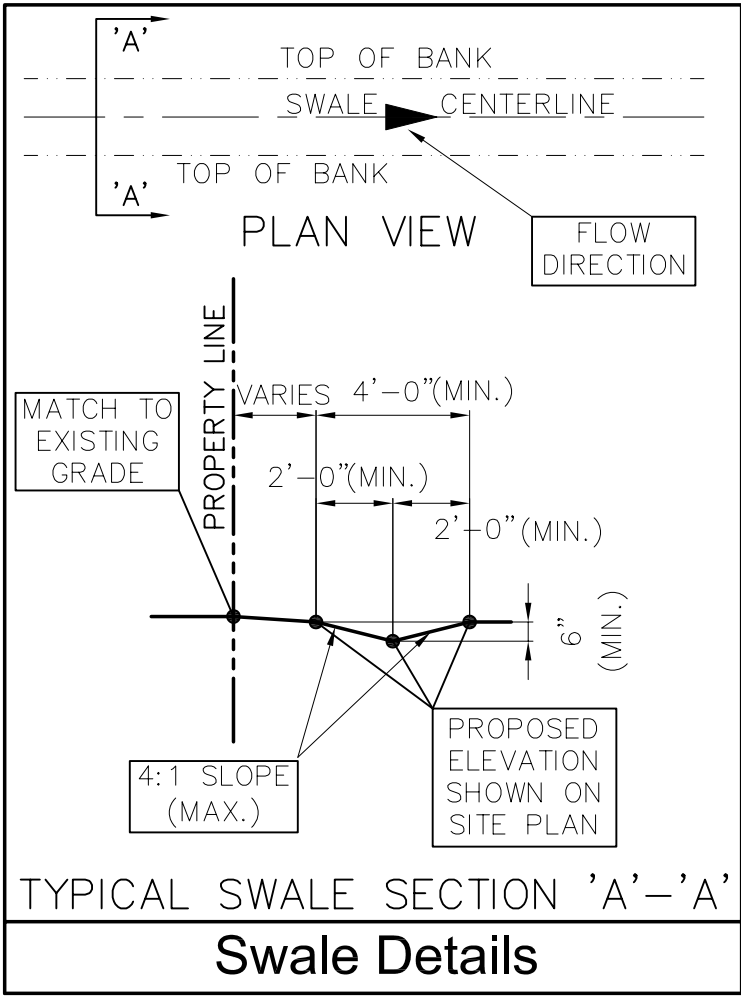 'A'
TOP OF BANK
SWALE CENTERLINE
TOP OF BANK
'A'
PLAN VIEW
FLOW
DIRECTION
PROPERTY LINE
VARIES
4'-0"(MIN.)
MATCH TO
EXISTING
GRADE
2'-0"(MIN.)
2'-0"(MIN.)
6"
(MIN.)
4:1 SLOPE
(MAX.)
PROPOSED
ELEVATION
SHOWN ON
SITE PLAN
TYPICAL SWALE SECTION 'A'-'A'
Swale Details